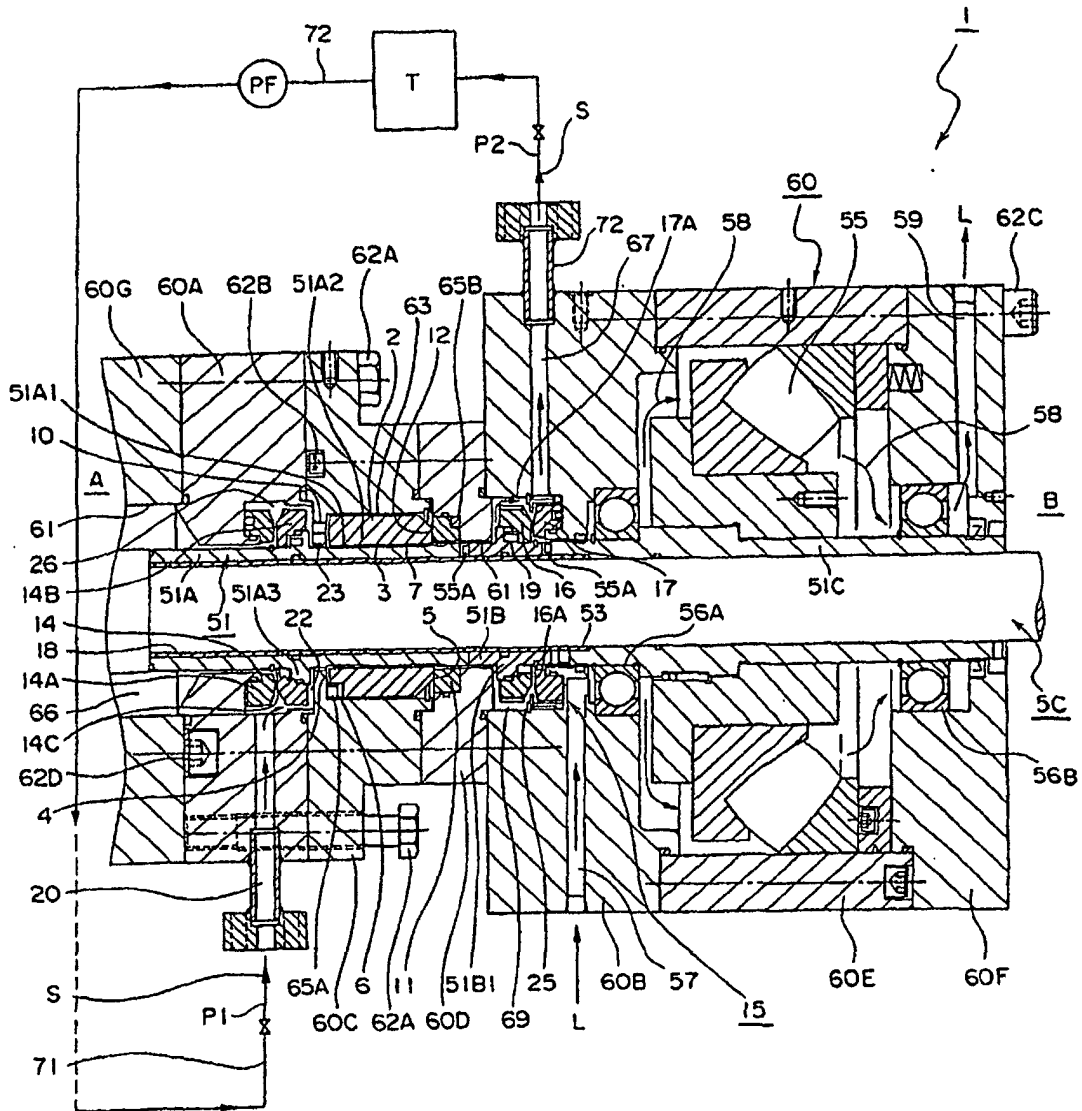 1
72
PF
T
S
P2
60
62C
17A
58
55
59
L
72
67
62A
51A2
63
65B
62B
2
12
60G
60A
51A1
10
A
58
B
61
26
14B
51A
51A3
23
3
7
55A
61
19
16
55A
17
51C
51
14
18
22
5
51B
16A
53
56A
5C
14A
66
14C
62D
4
56B
20
S
P1
71
65A
6
11
51B1
25
60B
57
60E
60F
60C
62A
60D
69
L
15